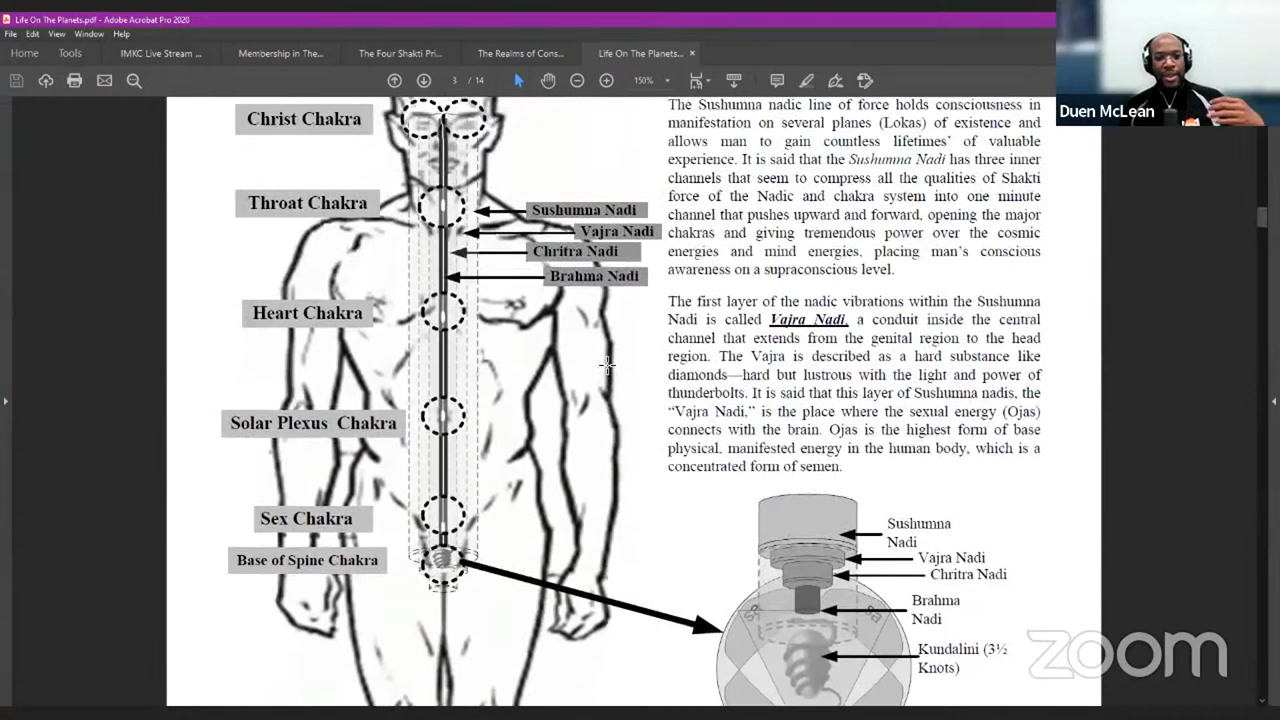 Life On The Planets.pdf - Adobe Acrobat Pro 2020
File Edit View Window Help
Home Tools IMKC Live Stream ... Membership in The... The Four Shakti Pri... The Realms of Cons... Life On The Planets... ×
3 / 14 150%
Duen McLean
Christ Chakra
Throat Chakra
Sushumna Nadi
Vajra Nadi
Chritra Nadi
Brahma Nadi
Heart Chakra
Solar Plexus Chakra
Sex Chakra
Base of Spine Chakra
The Sushumna nadic line of force holds consciousness in
manifestation on several planes (Lokas) of existence and
allows man to gain countless lifetimes' of valuable
experience. It is said that the Sushumna Nadi has three inner
channels that seem to compress all the qualities of Shakti
force of the Nadic and chakra system into one minute
channel that pushes upward and forward, opening the major
chakras and giving tremendous power over the cosmic
energies and mind energies, placing man's conscious
awareness on a supraconscious level.
The first layer of the nadic vibrations within the Sushumna
Nadi is called Vajra Nadi, a conduit inside the central
channel that extends from the genital region to the head
region. The Vajra is described as a hard substance like
diamonds—hard but lustrous with the light and power of
thunderbolts. It is said that this layer of Sushumna nadis, the
“Vajra Nadi,” is the place where the sexual energy (Ojas)
connects with the brain. Ojas is the highest form of base
physical, manifested energy in the human body, which is a
concentrated form of semen.
Sushumna
Nadi
Vajra Nadi
Chritra Nadi
Brahma
Nadi
Kundalini (3½
Knots)
sa
zoom